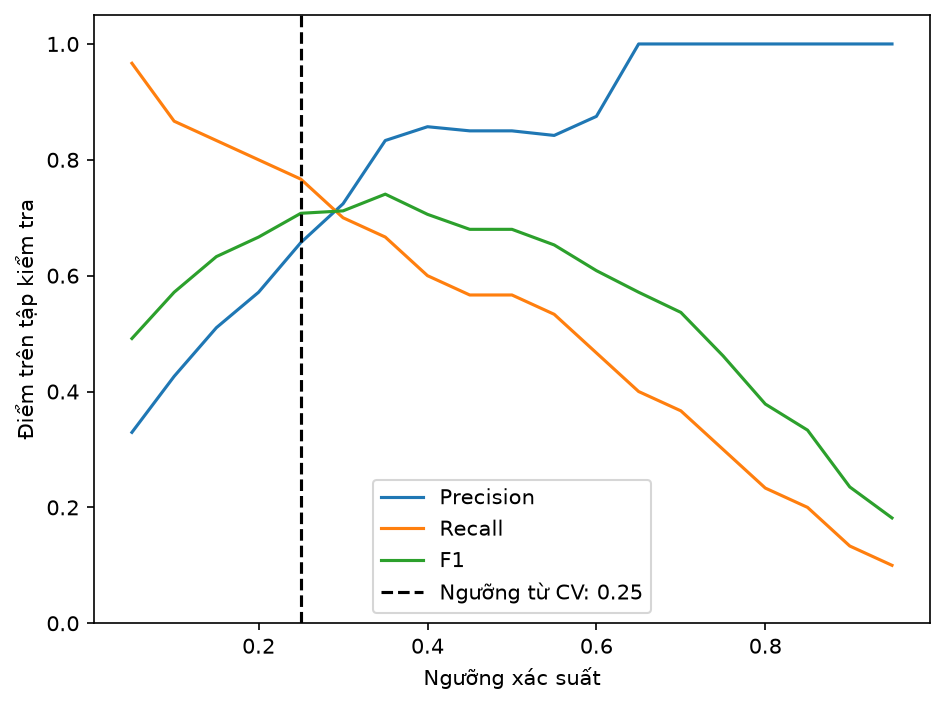 1.0
0.8
0.6
0.4
0.2
0.0
Điểm trên tập kiểm tra
Precision
Recall
F1
Ngưỡng từ CV: 0.25
0.2
0.4
0.6
0.8
Ngưỡng xác suất